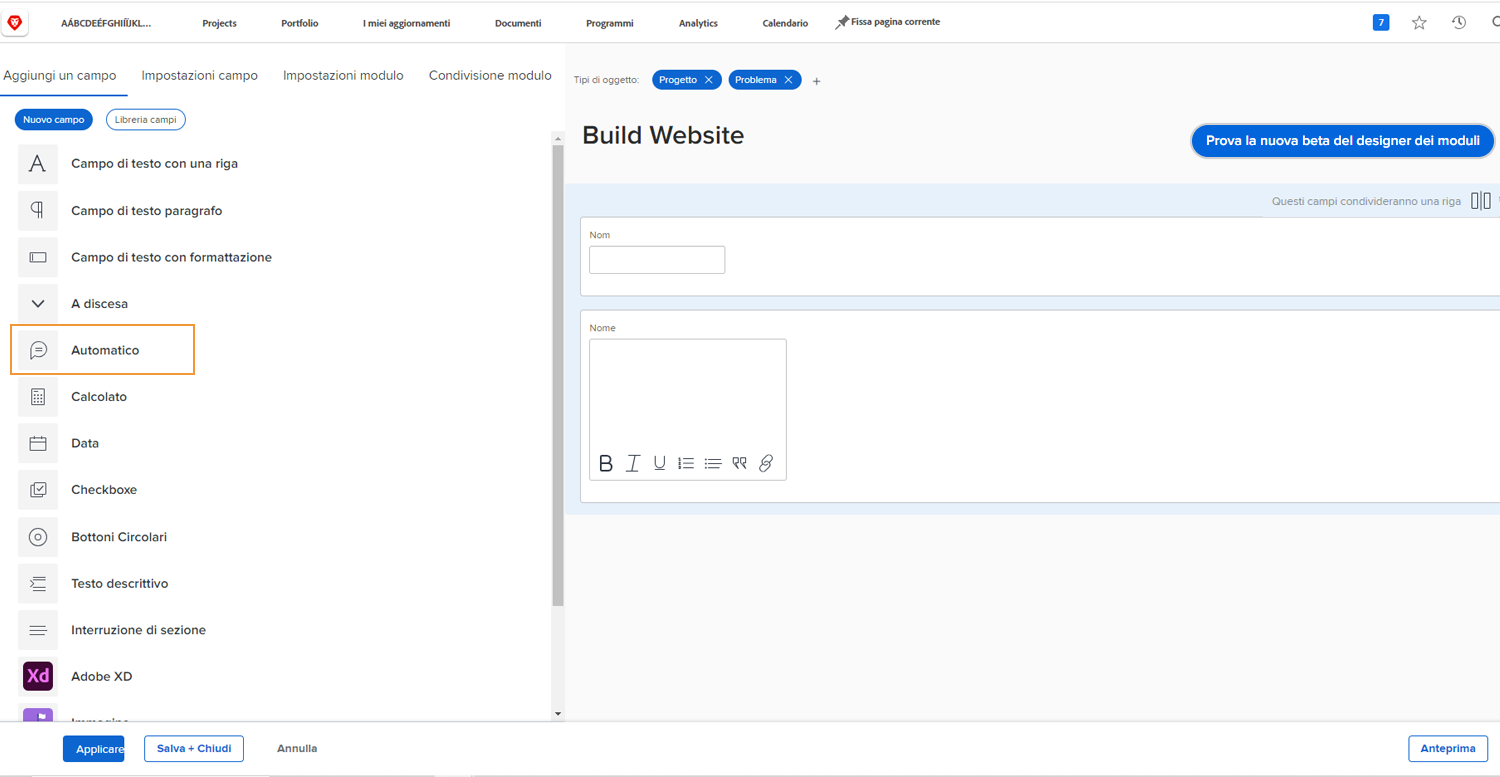 AÁBCDEÉFGHIÍÏJKL...
Projects
Portfolio
I miei aggiornamenti
Documenti
Programmi
Analytics
Calendario
Fissa pagina corrente
7
Aggiungi un campo
Impostazioni campo
Impostazioni modulo
Condivisione modulo
Tipi di oggetto:
Progetto
Problema
Nuovo campo
Libreria campi
Build Website
Prova la nuova beta del designer dei moduli
Campo di testo con una riga
Campo di testo paragrafo
Campo di testo con formattazione
A discesa
Automatico
Calcolato
Data
Checkboxe
Bottoni Circolari
Testo descrittivo
Interruzione di sezione
Xd
Adobe XD
Questi campi condivideranno una riga
Nom
Nome
Applicare
Salva + Chiudi
Annulla
Anteprima